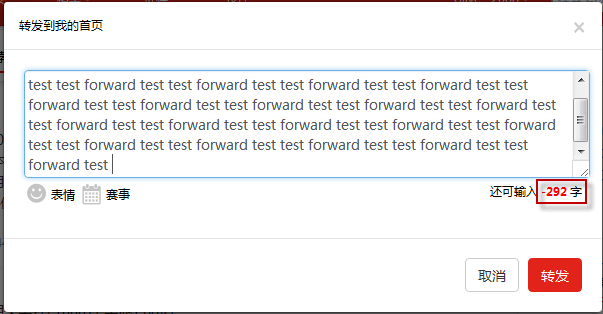 转发到我的首页
×
test test forward test test forward test test forward test test forward test test
forward test test forward test test forward test test forward test test forward test
test forward test test forward test test forward test test forward test test forward
test test forward test test forward test test forward test test forward test test
forward test
表情 赛事 还可输入 -292 字
取消 转发